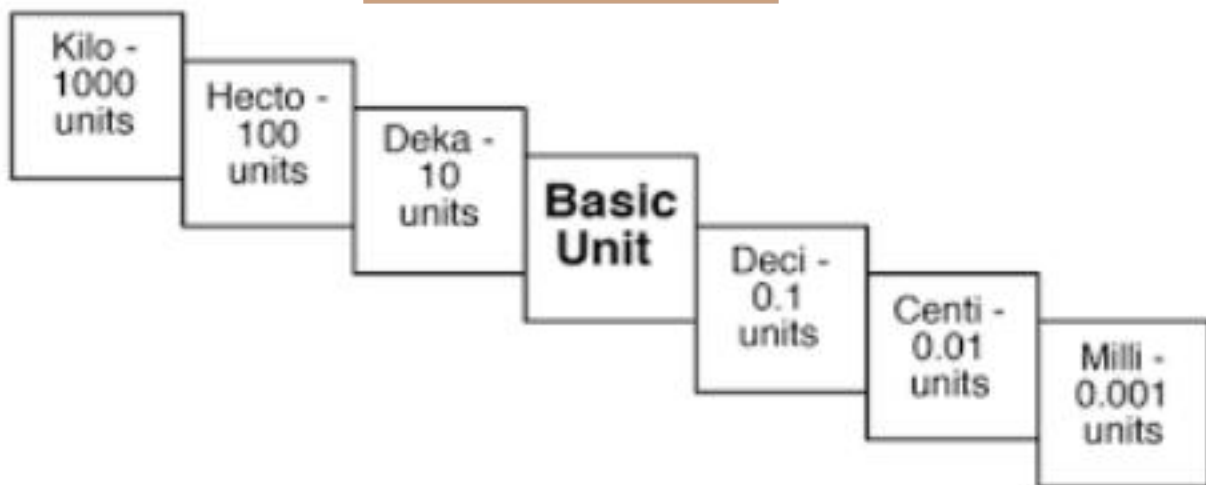 Kilo -
1000
units
Hecto -
100
units
Deka -
10
units
Basic
Unit
Deci -
0.1
units
Centi -
0.01
units
Milli -
0.001
units